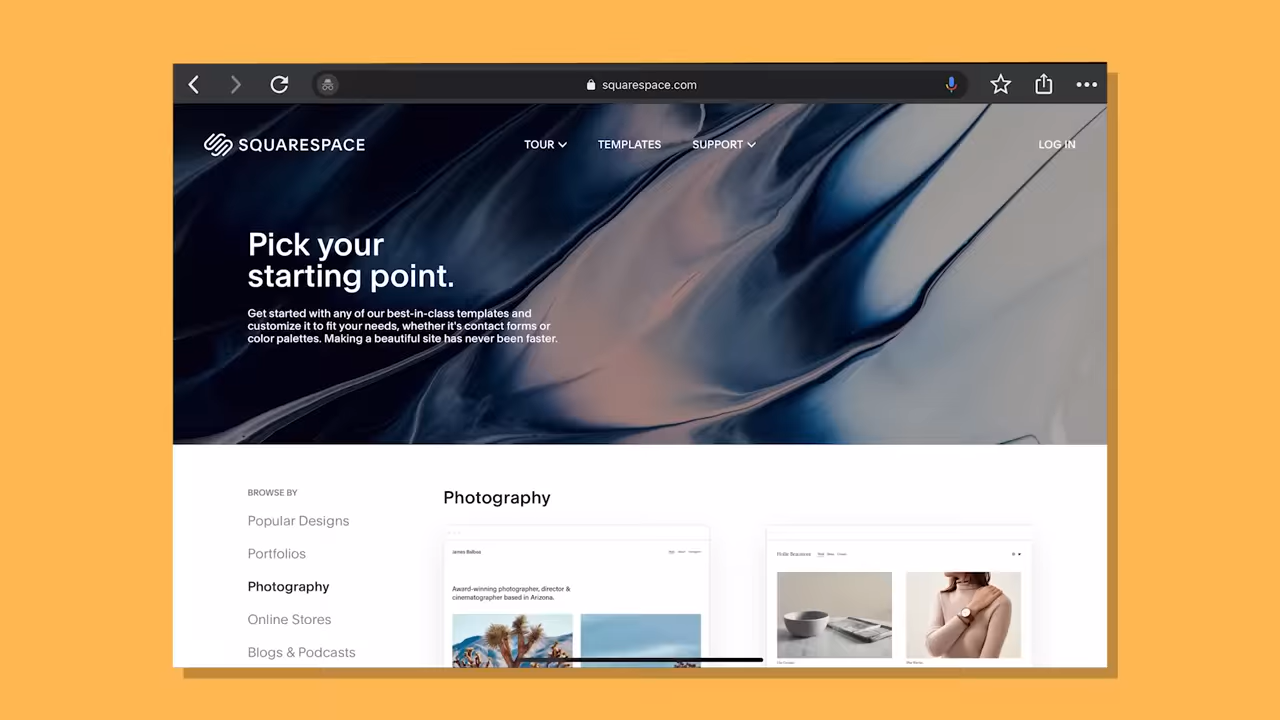 squarespace.com
SQUARESPACE
TOUR
TEMPLATES
SUPPORT
LOG IN
Pick your
starting point.
Get started with any of our best-in-class templates and
customize it to fit your needs, whether it's contact forms or
color palettes. Making a beautiful site has never been faster.
BROWSE BY
Popular Designs
Portfolios
Photography
Online Stores
Blogs & Podcasts
Photography
James Balboa
Award-winning photographer, director &
cinematographer based in Arizona.